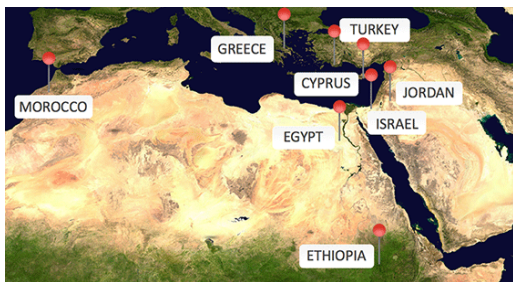 TURKEY
GREECE
CYPRUS
JORDAN
MOROCCO
ISRAEL
EGYPT
ETHIOPIA